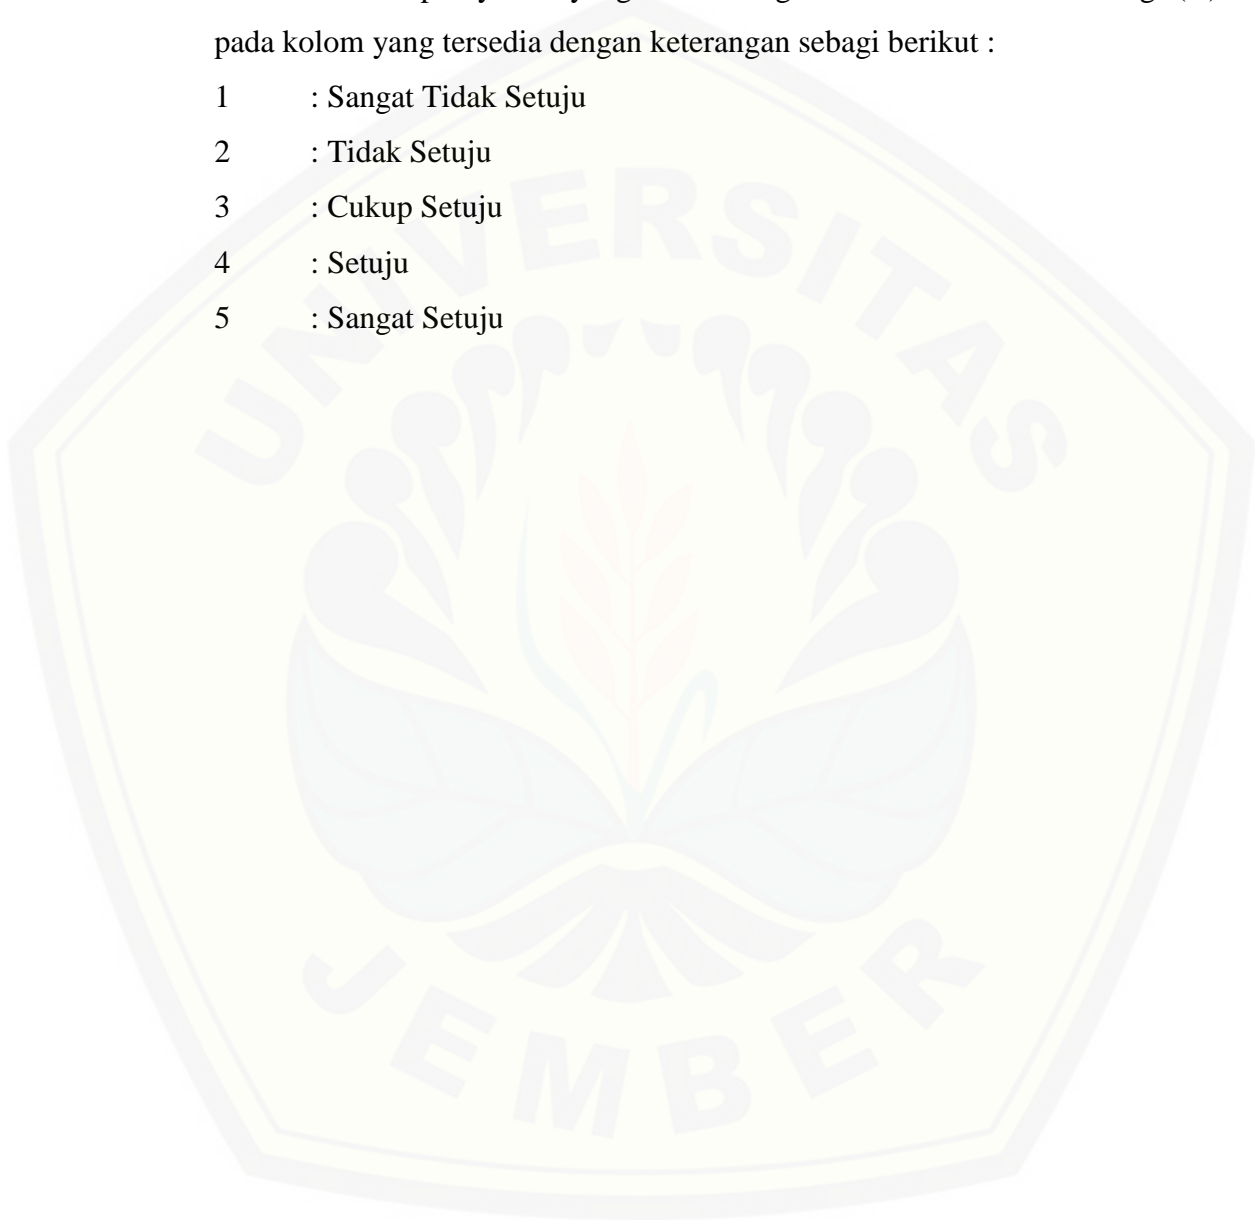 pada kolom yang tersedia dengan keterangan sebagi berikut :
1 : Sangat Tidak Setuju
2 : Tidak Setuju
3 : Cukup Setuju
4 : Setuju
5 : Sangat Setuju
UNIVERSITAS
JEMBER